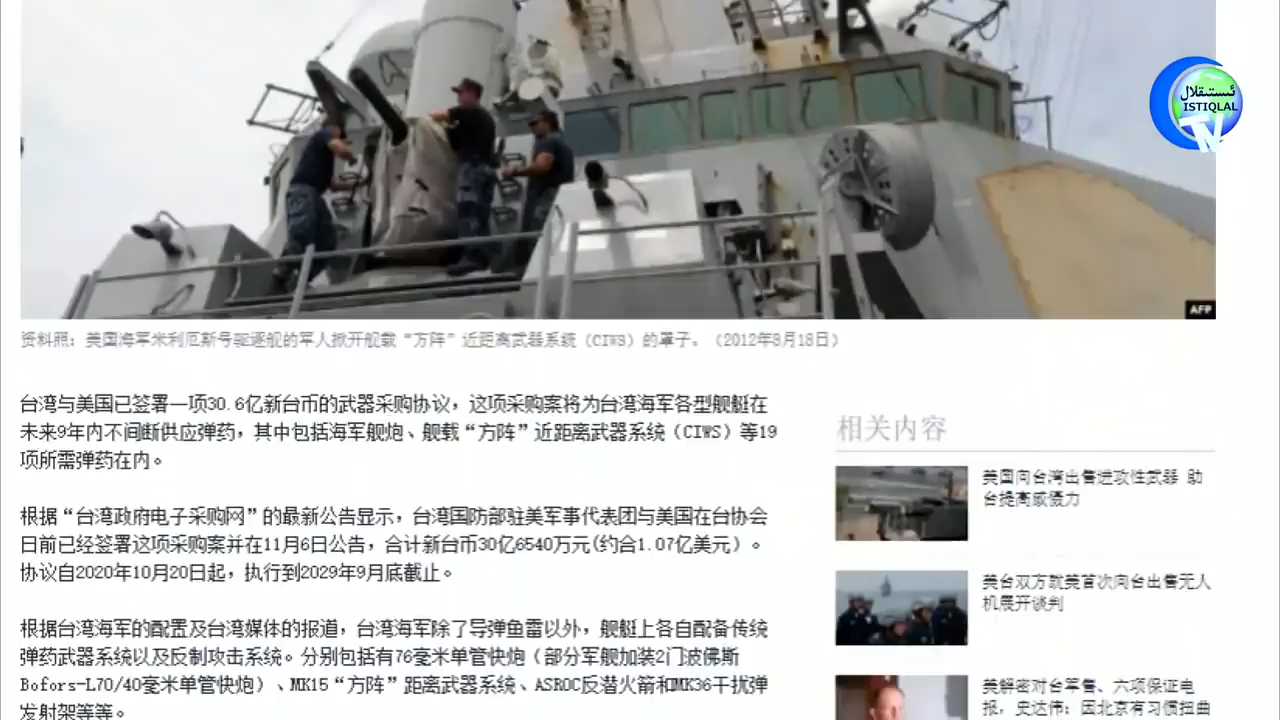 ئىستىقلال
ISTIQLAL
TV
AFP
资料照：美国海军米利厄斯号驱逐舰的军人掀开舰载“方阵”近距离武器系统（CIWS）的罩子。（2012年8月18日）
台湾与美国已签署一项30.6亿新台币的武器采购协议，这项采购案将为台湾海军各型舰艇在
未来9年内不间断供应弹药，其中包括海军舰炮、舰载“方阵”近距离武器系统（CIWS）等19
项所需弹药在内。
根据“台湾政府电子采购网”的最新公告显示，台湾国防部驻美军事代表团与美国在台协会
日前已经签署这项采购案并在11月6日公告，合计新台币30亿6540万元(约合1.07亿美元）。
协议自2020年10月20日起，执行到2029年9月底截止。
根据台湾海军的配置及台湾媒体的报道，台湾海军除了导弹鱼雷以外，舰艇上各自配备传统
弹药武器系统以及反制攻击系统。分别包括有76毫米单管快炮（部分军舰加装2门波佛斯
Bofors-L70/40毫米单管快炮）、MK15“方阵”距离武器系统、ASROC反潜火箭和MK36干扰弹
发射架等等。
相关内容
美国向台湾出售进攻性武器 助
台提高威慑力
美台双方就美首次向台出售无人
机展开谈判
美解密对台军售、六项保证电
报，史达伟：因北京有习惯扭曲